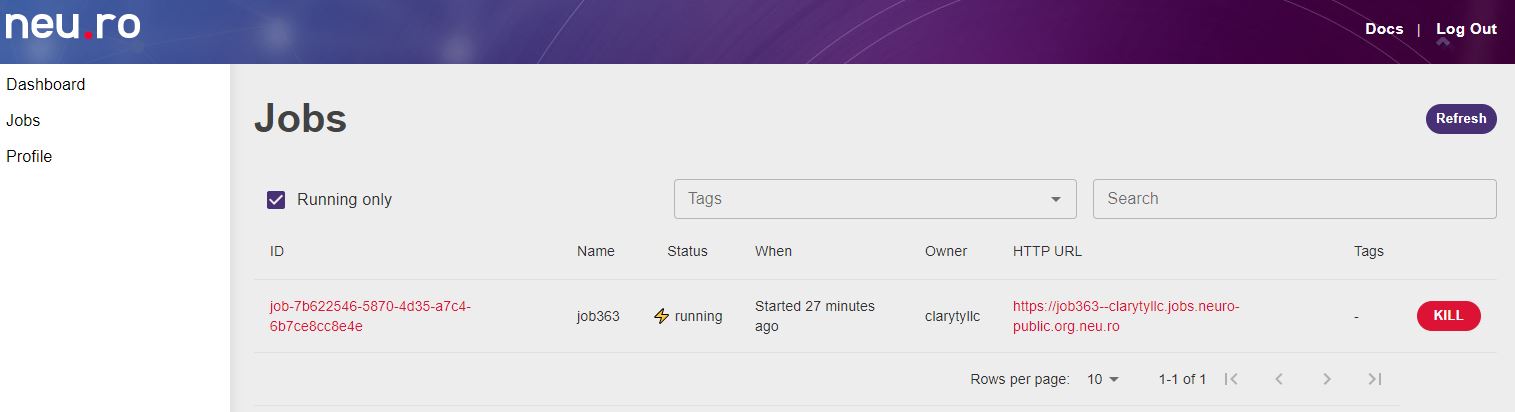 neu.ro
Docs | Log Out
Dashboard
Jobs
Profile
Jobs
Refresh
Running only
Tags
Search
ID Name Status When Owner HTTP URL Tags
job-7b622546-5870-4d35-a7c4-
6b7ce8cc8e4e
job363
running
Started 27 minutes
ago
clarytyllc
https://job363--clarytyllc.jobs.neuro-
public.org.neu.ro
-
KILL
Rows per page: 10 1-1 of 1